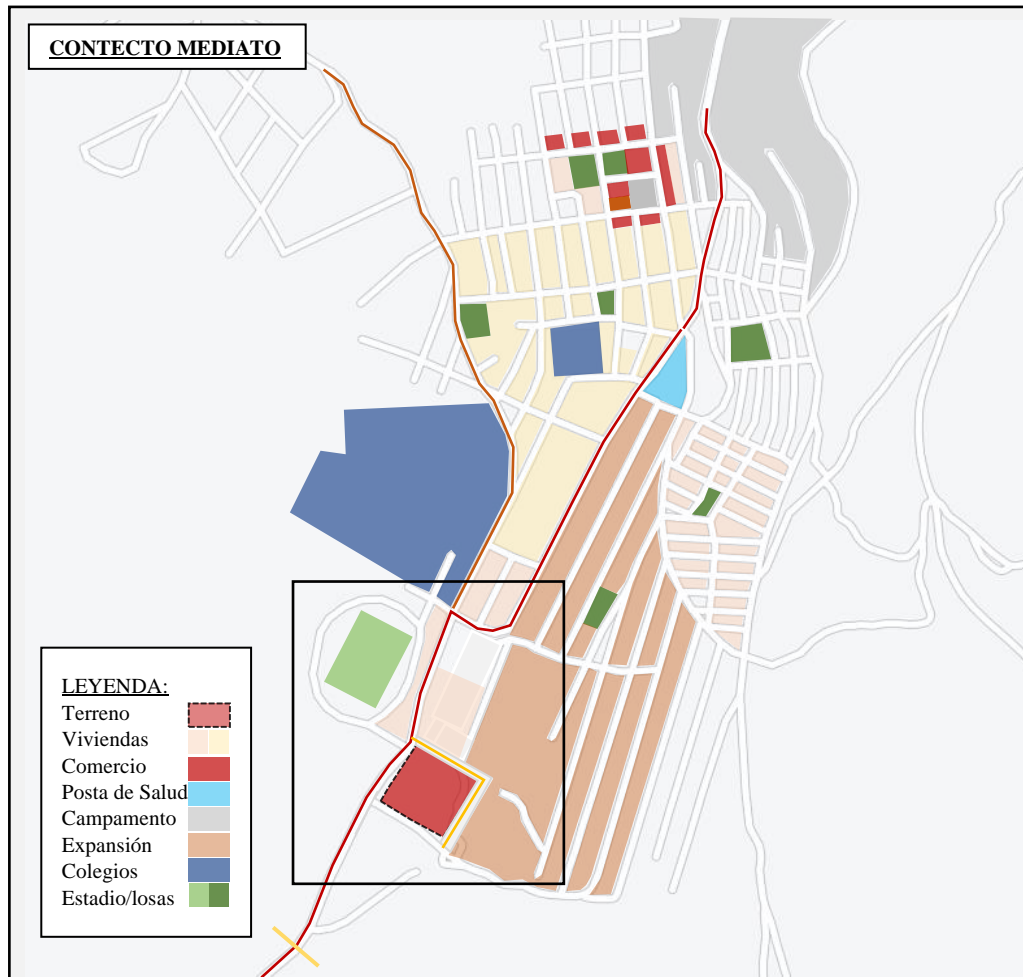 CONTECTO MEDIATO
LEYENDA:
Terreno
Viviendas
Comercio
Posta de Salud
Campamento
Expansión
Colegios
Estadio/losas